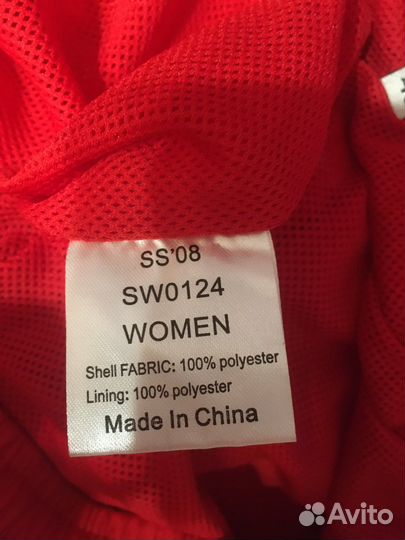 SS'08
SW0124
WOMEN
Shell FABRIC: 100% polyester
Lining: 100% polyester
Made In China
Avito